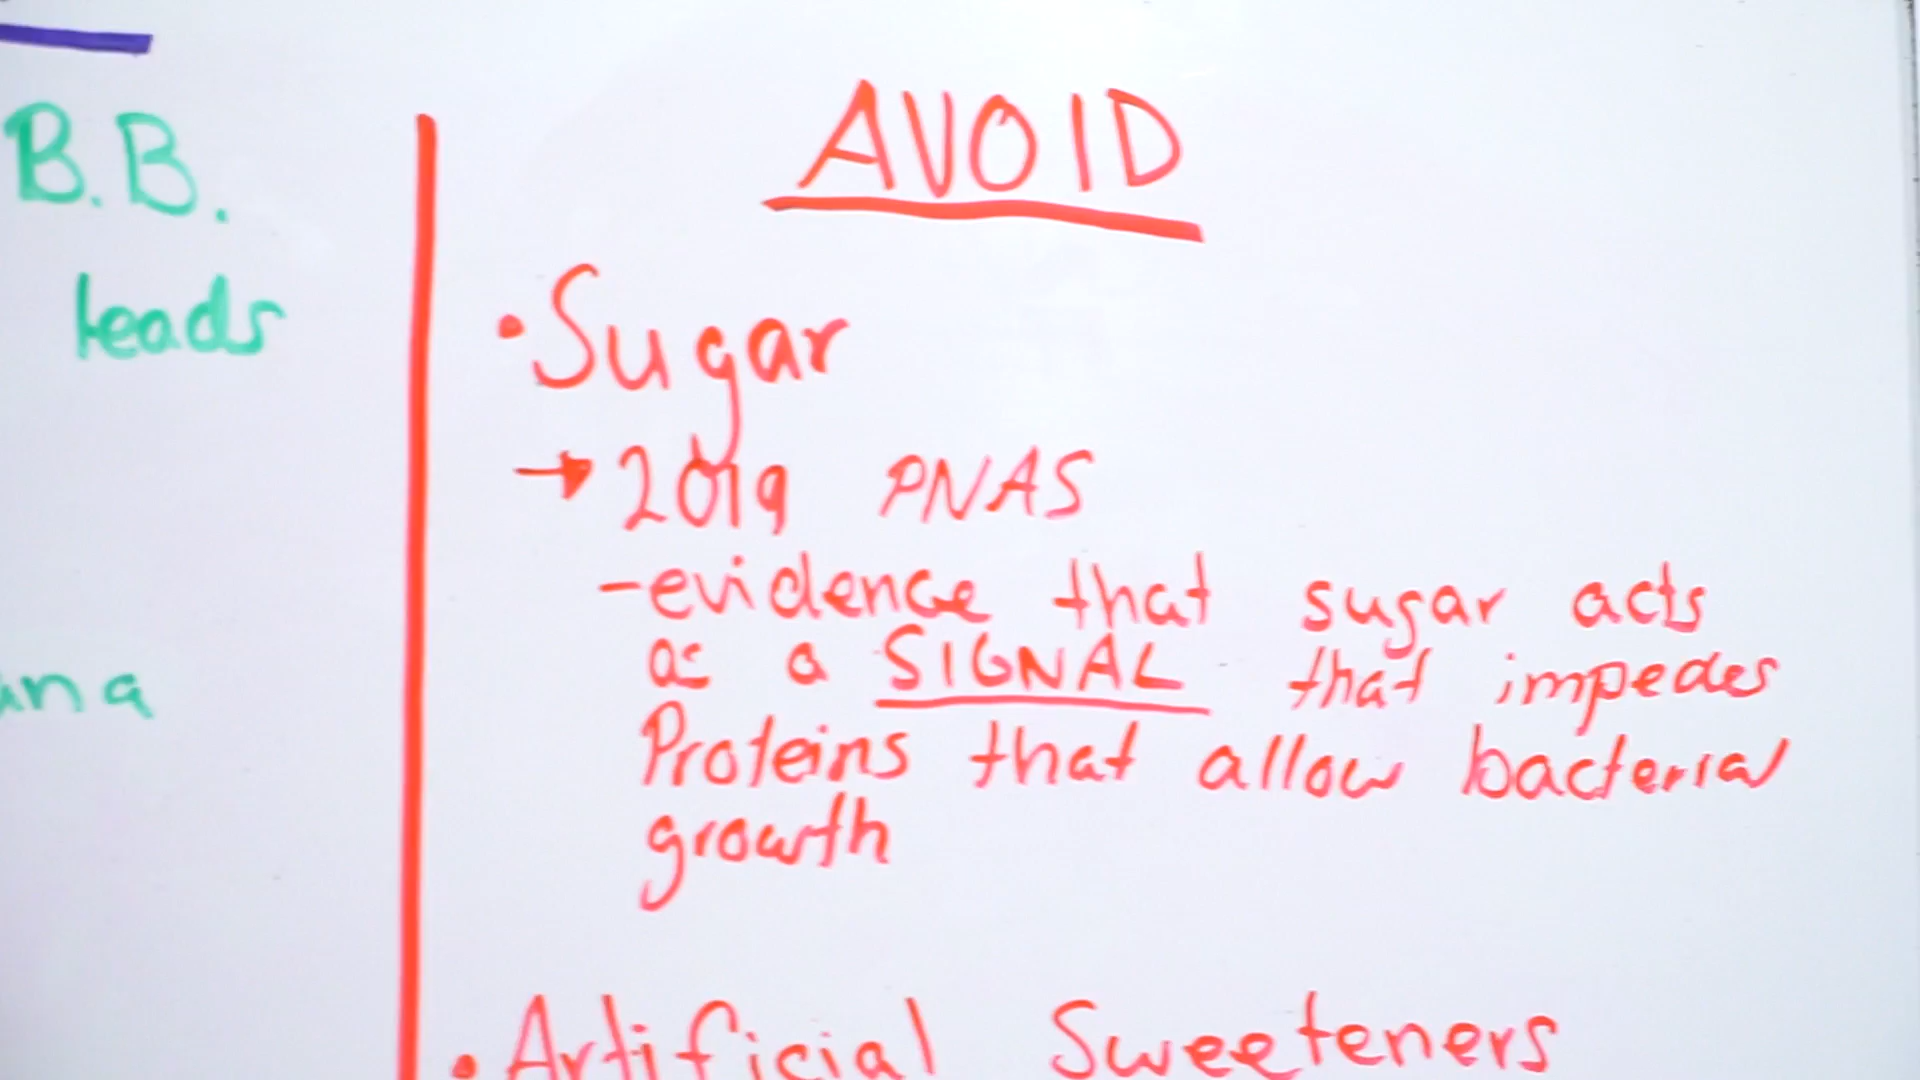 B.B.
leads
ana
AVOID
• Sugar
→ 2019 PNAS
- evidence that sugar acts
as a SIGNAL that impedes
Proteins that allow bacterial
growth
• Artificial Sweeteners